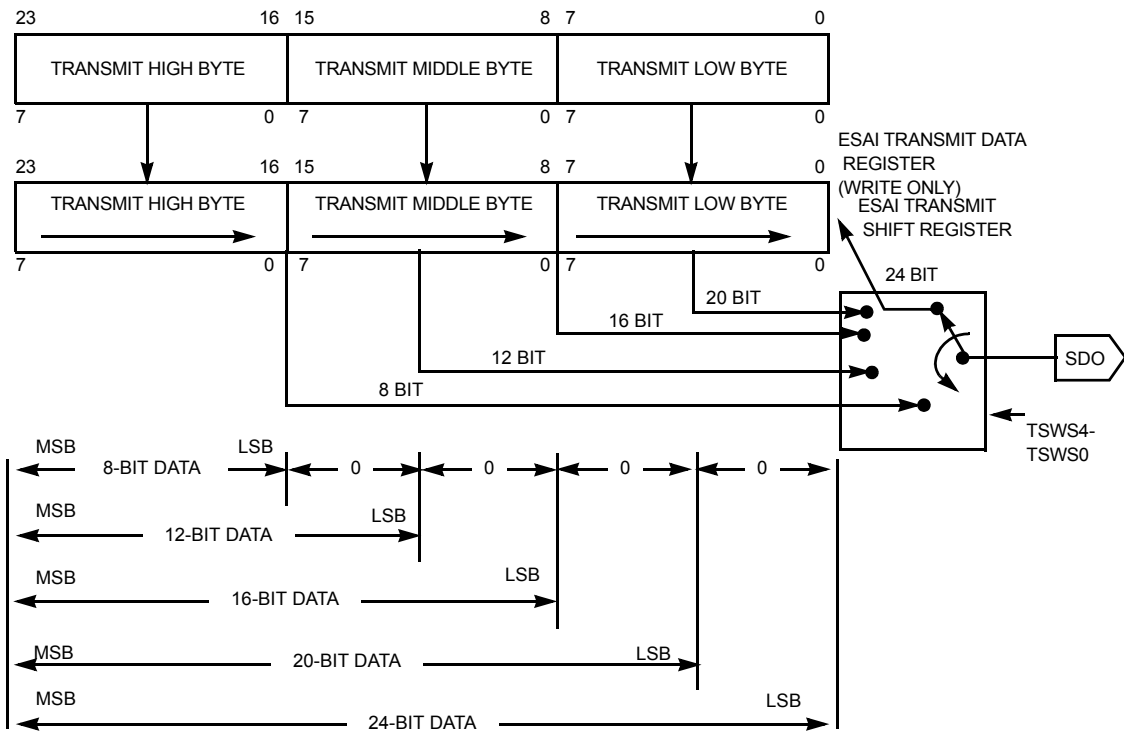 23 16 15 8 7 0
TRANSMIT HIGH BYTE TRANSMIT MIDDLE BYTE TRANSMIT LOW BYTE
7 0 7 0 7 0
23 16 15 8 7 0
TRANSMIT HIGH BYTE TRANSMIT MIDDLE BYTE TRANSMIT LOW BYTE
7 0 7 0 7 0
ESAI TRANSMIT DATA
REGISTER
(WRITE ONLY)
ESAI TRANSMIT
SHIFT REGISTER
24 BIT
20 BIT
16 BIT
12 BIT
8 BIT
SDO
TSWS4-
TSWS0
MSB LSB
8-BIT DATA 0 0 0 0
MSB LSB
12-BIT DATA
MSB LSB
16-BIT DATA
MSB LSB
20-BIT DATA
MSB LSB
24-BIT DATA